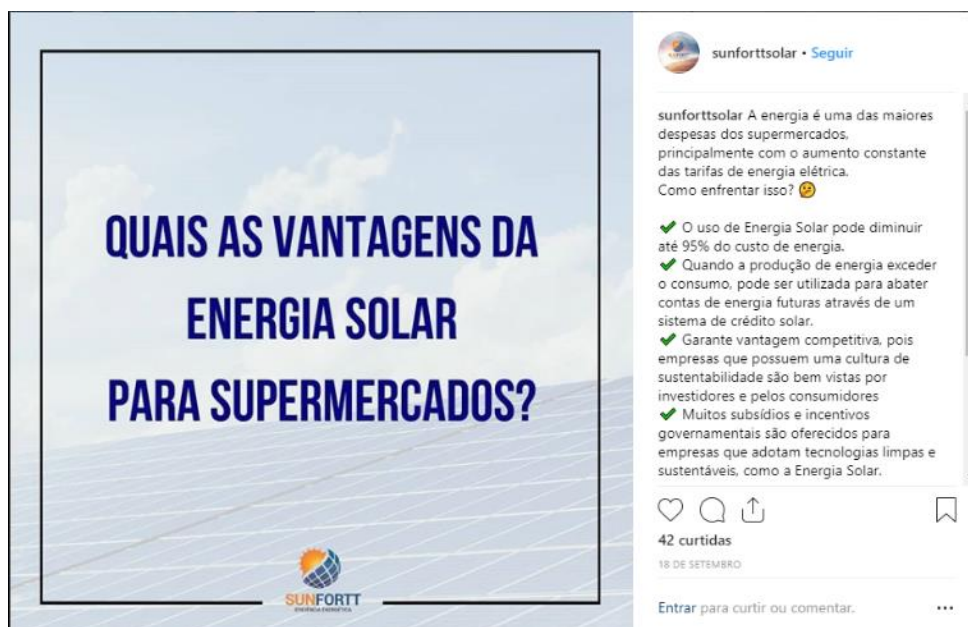 QUAIS AS VANTAGENS DA
ENERGIA SOLAR
PARA SUPERMERCADOS?
SUNFORTT
EFICIÊNCIA ENERGÉTICA
sunforttsolar • Seguir
sunforttsolar A energia é uma das maiores
despesas dos supermercados,
principalmente com o aumento constante
das tarifas de energia elétrica.
Como enfrentar isso? 🤔
✔ O uso de Energia Solar pode diminuir
até 95% do custo de energia.
✔ Quando a produção de energia exceder
o consumo, pode ser utilizada para abater
contas de energia futuras através de um
sistema de crédito solar.
✔ Garante vantagem competitiva, pois
empresas que possuem uma cultura de
sustentabilidade são bem vistas por
investidores e pelos consumidores
✔ Muitos subsídios e incentivos
governamentais são oferecidos para
empresas que adotam tecnologias limpas e
sustentáveis, como a Energia Solar.
42 curtidas
18 DE SETEMBRO
Entrar para curtir ou comentar.